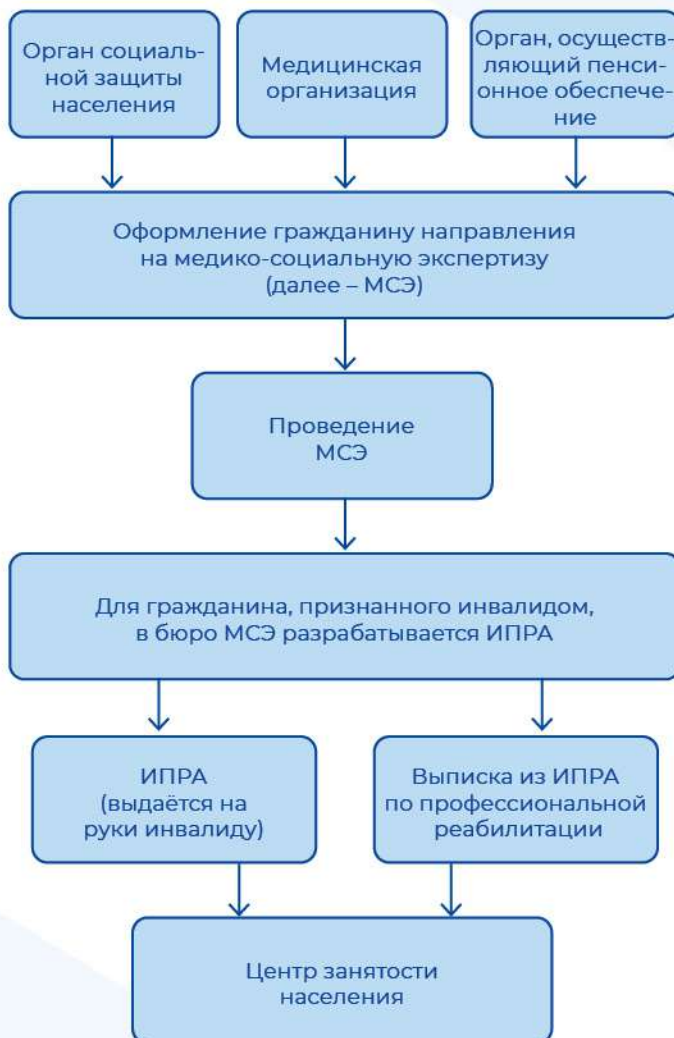 Орган социаль-
ной защиты
населения
Медицинская
организация
Орган, осуществ-
ляющий пенси-
онное обеспече-
ние
Оформление гражданину направления
на медико-социальную экспертизу
(далее – МСЭ)
Проведение
МСЭ
Для гражданина, признанного инвалидом,
в бюро МСЭ разрабатывается ИПРА
ИПРА
(выдаётся на
руки инвалиду)
Выписка из ИПРА
по профессиональной
реабилитации
Центр занятости
населения